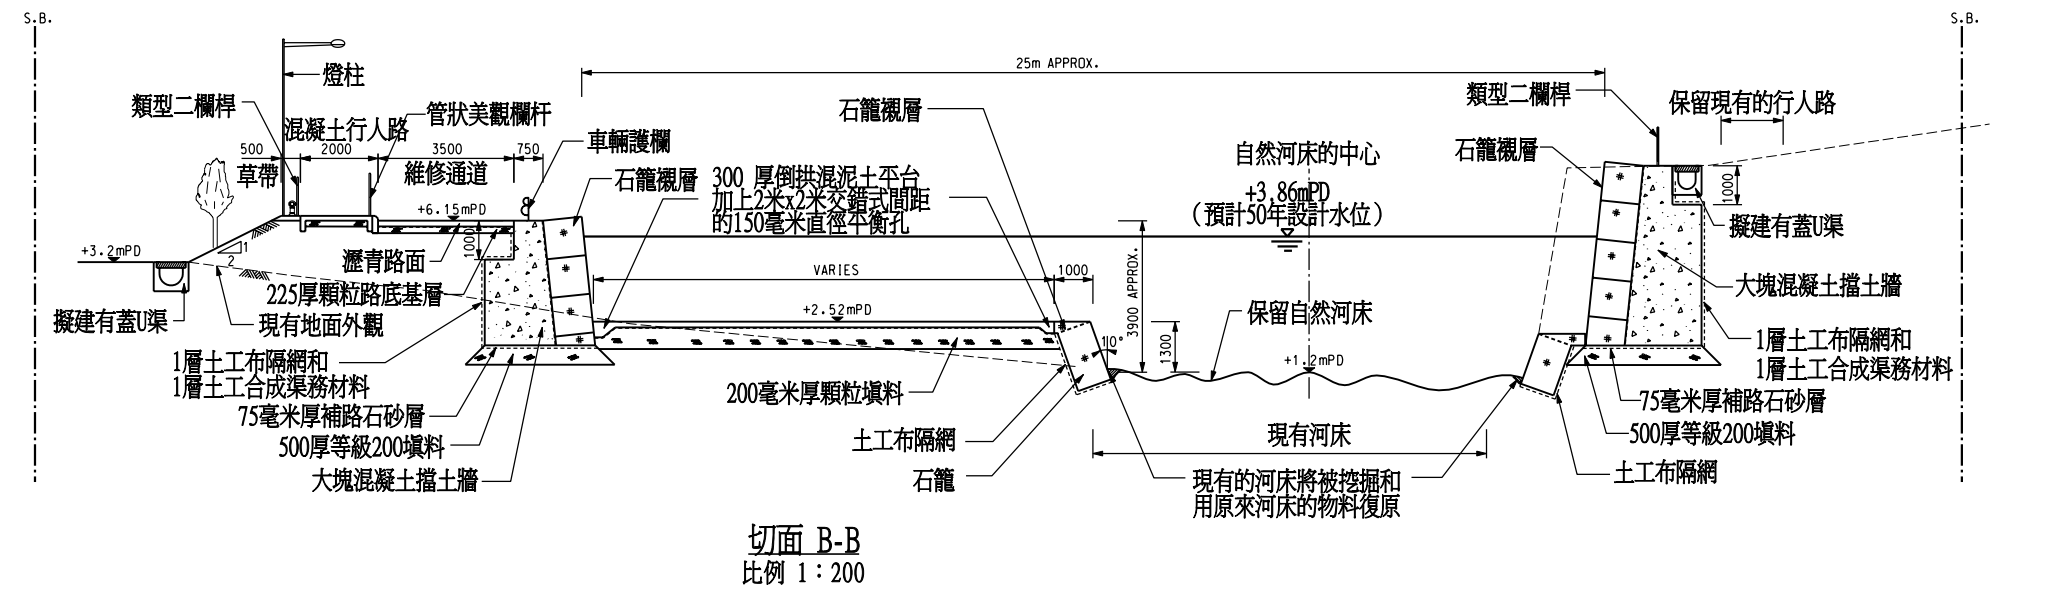 S.B.
S.B.
25m APPROX.
燈柱
類型二欄桿
管狀美觀欄杆
石籠襯層
類型二欄桿
保留現有的行人路
混凝土行人路
車輛護欄
500
2000
3500
750
草帶
維修通道
石籠襯層
300 厚倒拱混泥土平台
加上2米x2米交錯式間距
的150毫米直徑平衡孔
自然河床的中心
+3.86mPD
（預計50年設計水位）
石籠襯層
1000
擬建有蓋U渠
+6.15mPD
+3.2mPD
1
2
1000
瀝青路面
225厚顆粒路底基層
現有地面外觀
擬建有蓋U渠
VARIES
1000
3900 APPROX.
+2.52mPD
1300
10°
保留自然河床
+1.2mPD
大塊混凝土擋土牆
1層土工布隔網和
1層土工合成渠務材料
1層土工布隔網和
1層土工合成渠務材料
75毫米厚補路石砂層
500厚等級200填料
大塊混凝土擋土牆
200毫米厚顆粒填料
土工布隔網
石籠
現有河床
現有的河床將被挖掘和
用原來河床的物料復原
75毫米厚補路石砂層
500厚等級200填料
土工布隔網
切面 B-B
比例 1：200